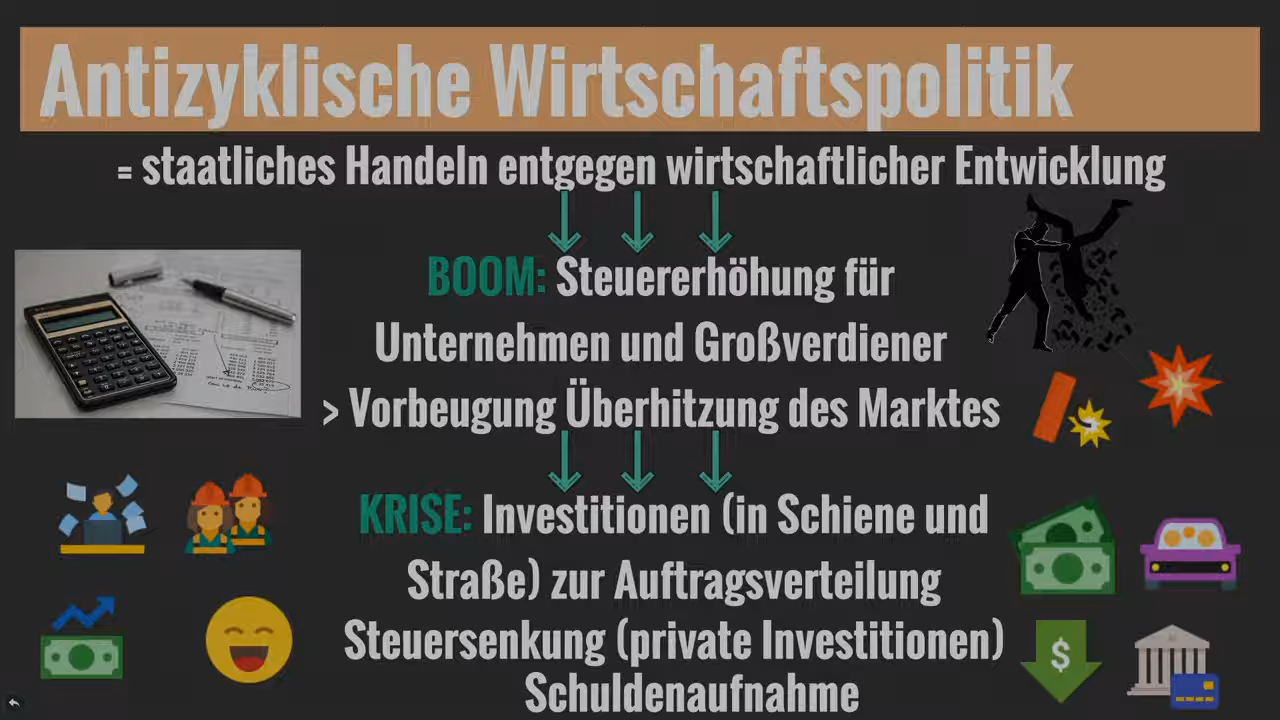 Antizyklische Wirtschaftspolitik
= staatliches Handeln entgegen wirtschaftlicher Entwicklung
BOOM: Steuererhöhung für
Unternehmen und Großverdiener
> Vorbeugung Überhitzung des Marktes
KRISE: Investitionen (in Schiene und
Straße) zur Auftragsverteilung
Steuersenkung (private Investitionen)
Schuldenaufnahme
$